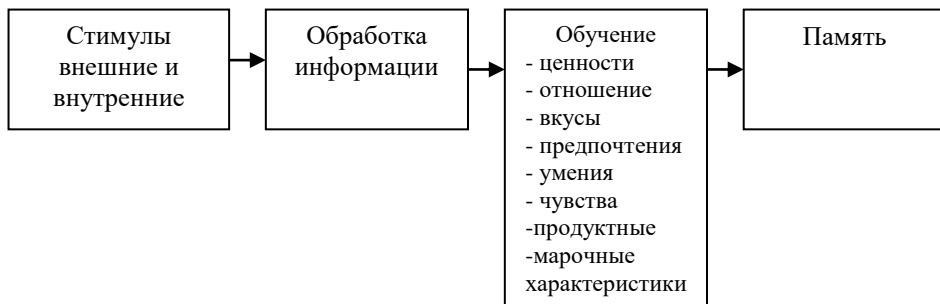 Стимулы
внешние и
внутренние
Обработка
информации
Обучение
- ценности
- отношение
- вкусы
- предпочтения
- умения
- чувства
-продуктные
-марочные
характеристики
Память